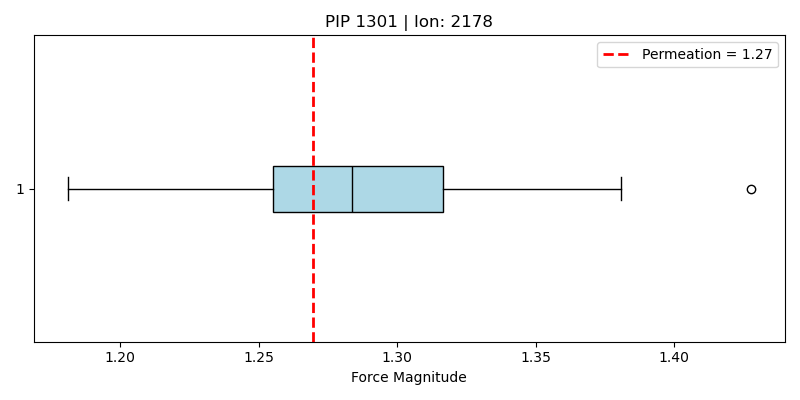 PIP 1301 | Ion: 2178
Permeation = 1.27
1
1.20 1.25 1.30 1.35 1.40
Force Magnitude